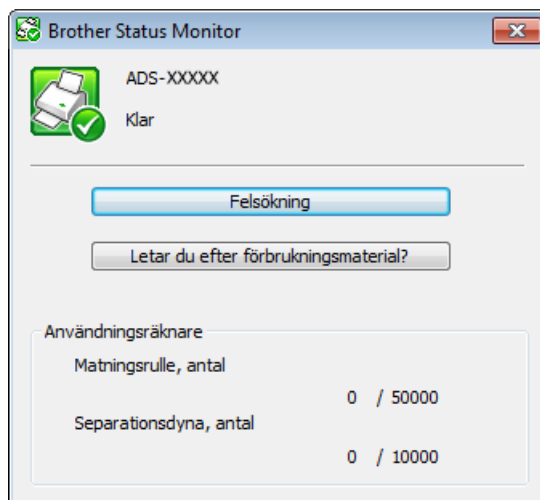 Brother Status Monitor
ADS-XXXXX
Klar
Felsökning
Letar du efter förbrukningsmaterial?
Användningsräknare
Matningsrulle, antal
0 / 50000
Separationsdyna, antal
0 / 10000